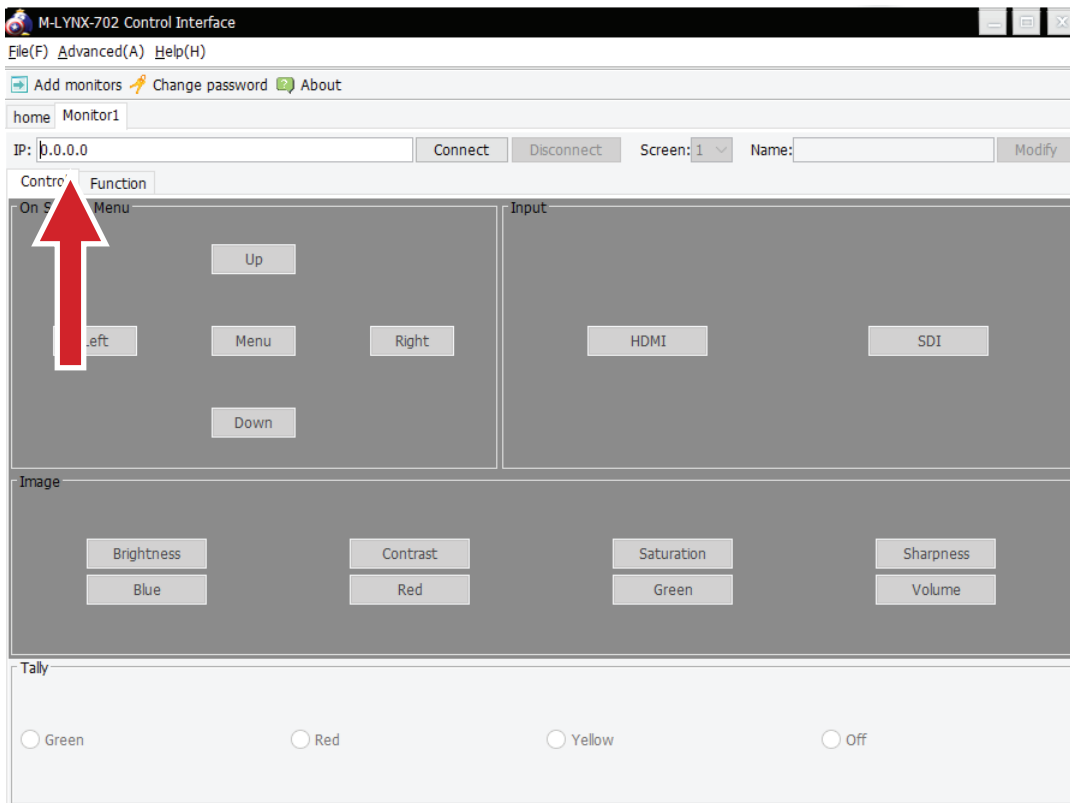 M-LYNX-702 Control Interface
File(F) Advanced(A) Help(H)
Add monitors Change password About
home Monitor1
IP: 0.0.0.0 Connect Disconnect Screen: 1 Name: Modify
Function
On Menu Input
Up
Menu Right HDMI SDI
Down
Image
Brightness Contrast Saturation Sharpness
Blue Red Green Volume
Tally
Green Red Yellow Off